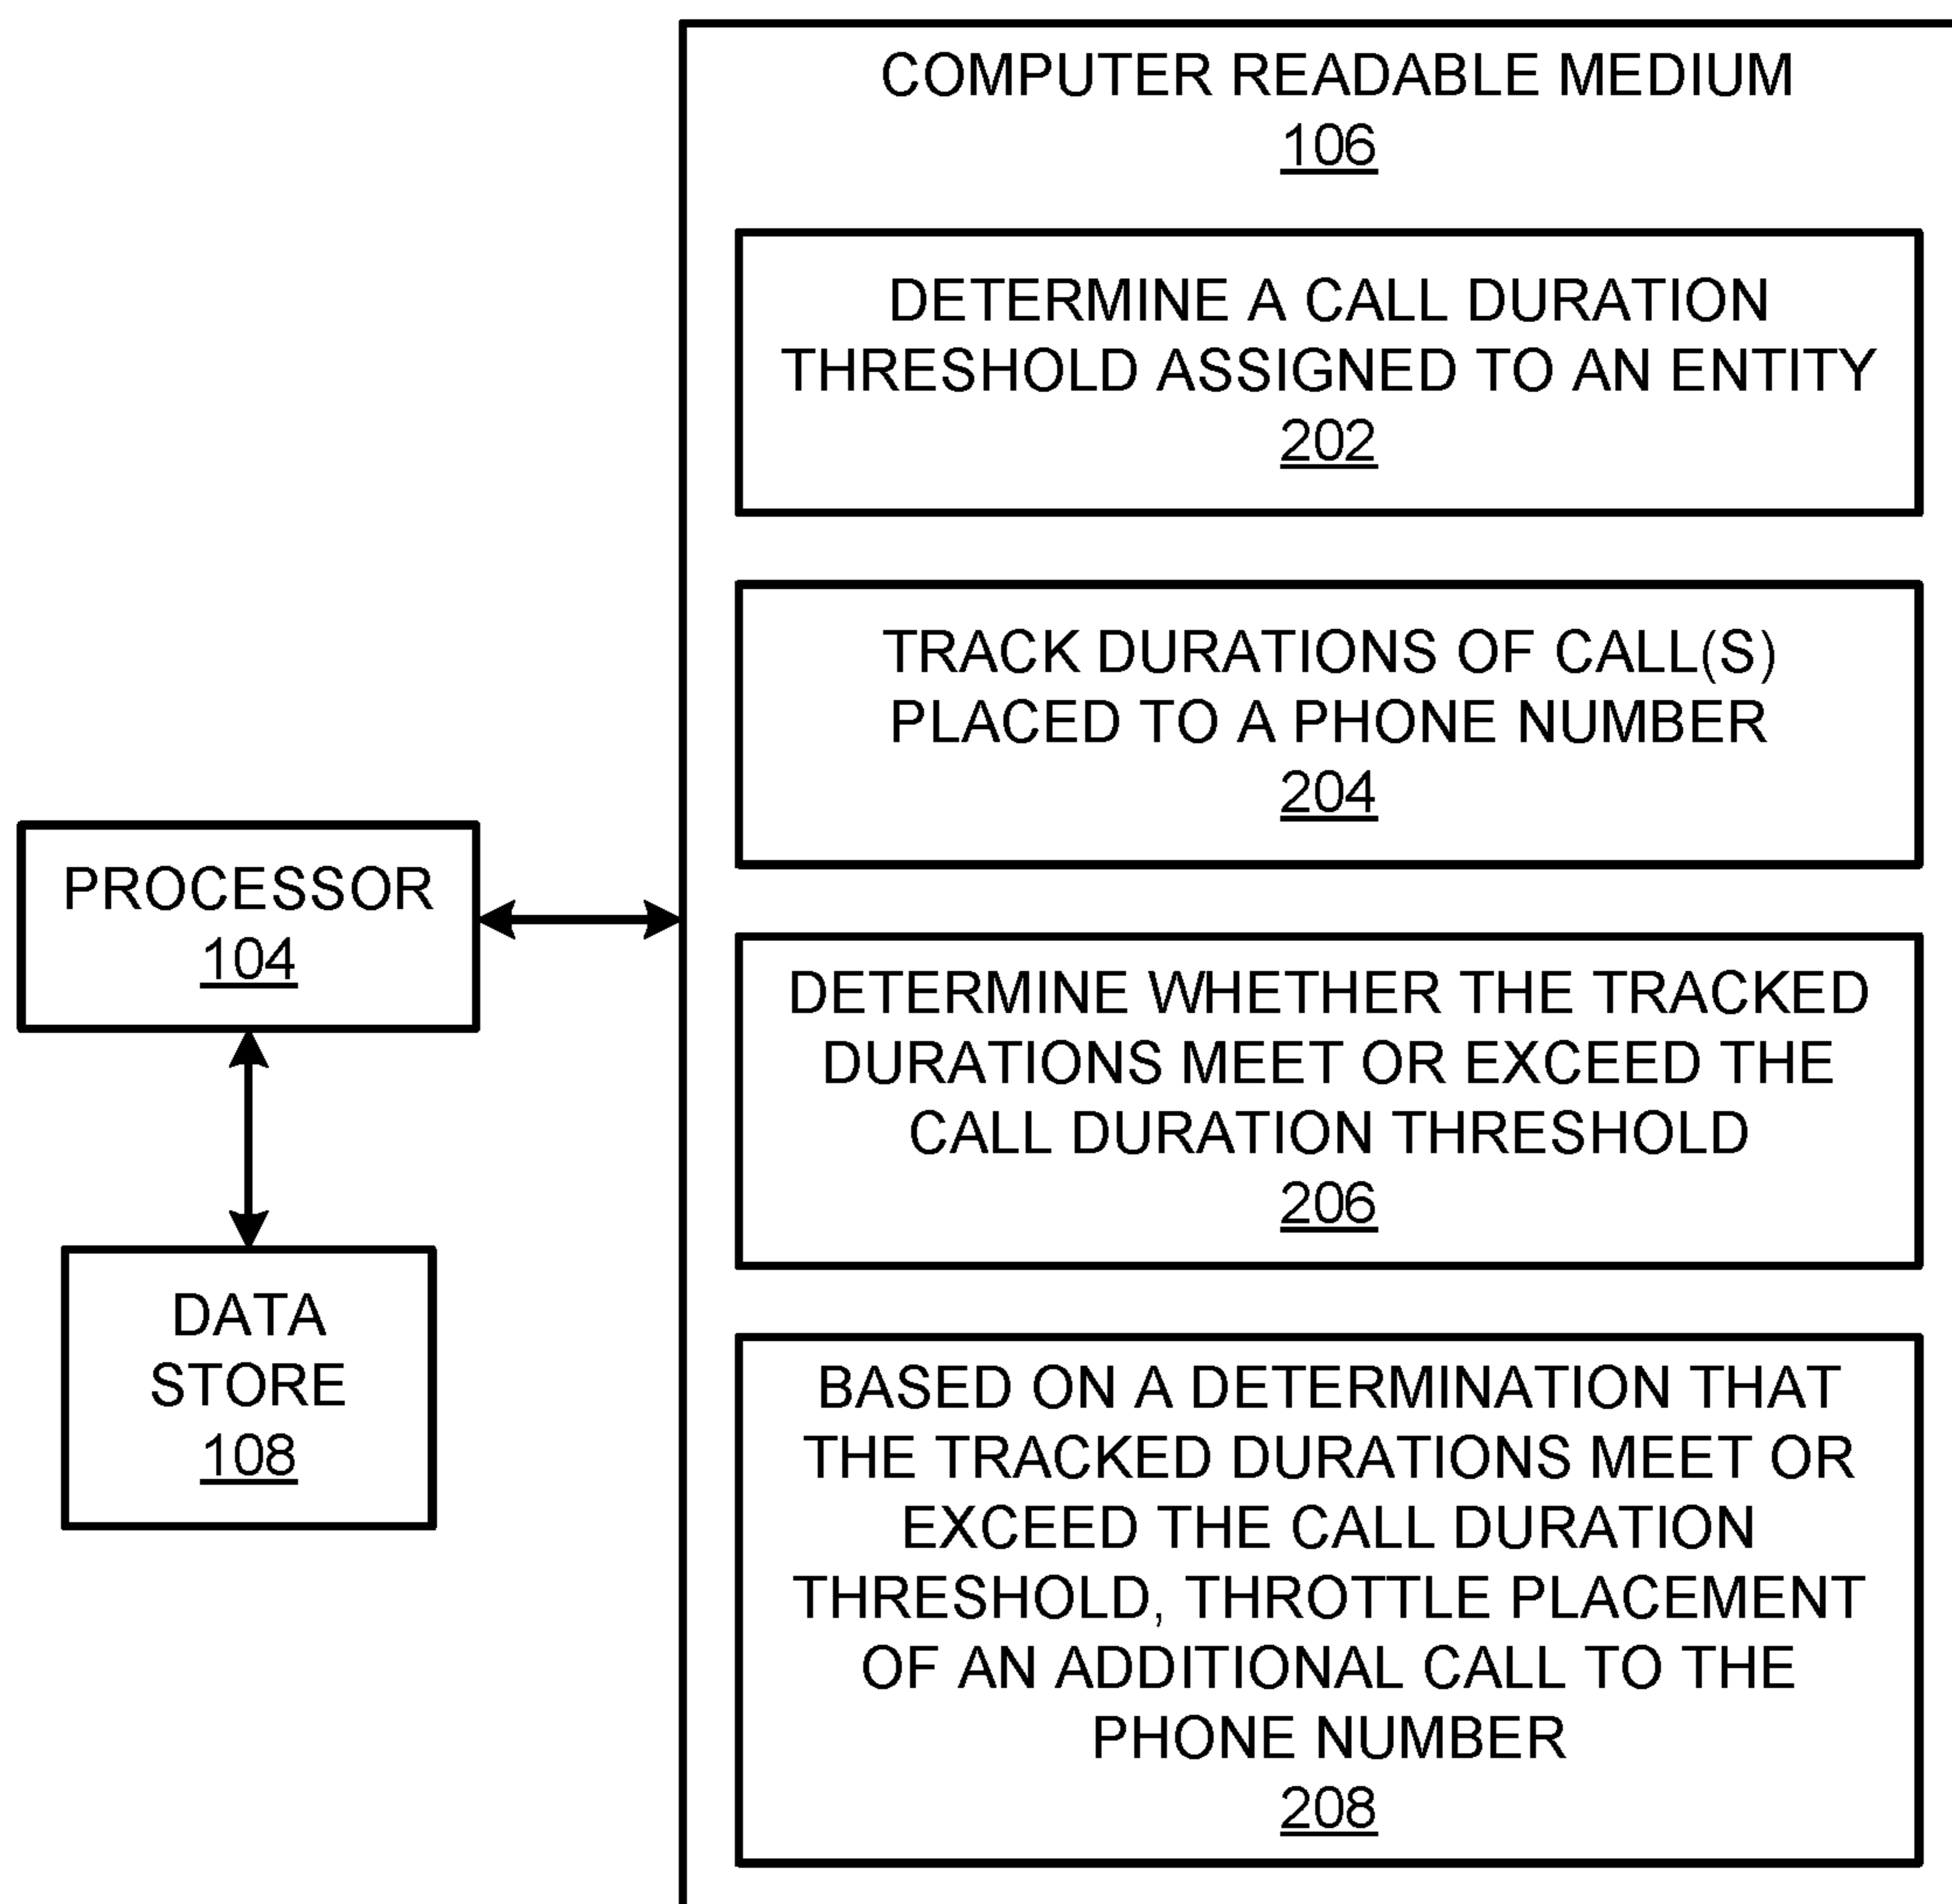 COMPUTER READABLE MEDIUM
106
DETERMINE A CALL DURATION
THRESHOLD ASSIGNED TO AN ENTITY
202
TRACK DURATIONS OF CALL(S)
PLACED TO A PHONE NUMBER
204
PROCESSOR
104
DETERMINE WHETHER THE TRACKED
DURATIONS MEET OR EXCEED THE
CALL DURATION THRESHOLD
206
DATA
STORE
108
BASED ON A DETERMINATION THAT
THE TRACKED DURATIONS MEET OR
EXCEED THE CALL DURATION
THRESHOLD, THROTTLE PLACEMENT
OF AN ADDITIONAL CALL TO THE
PHONE NUMBER
208